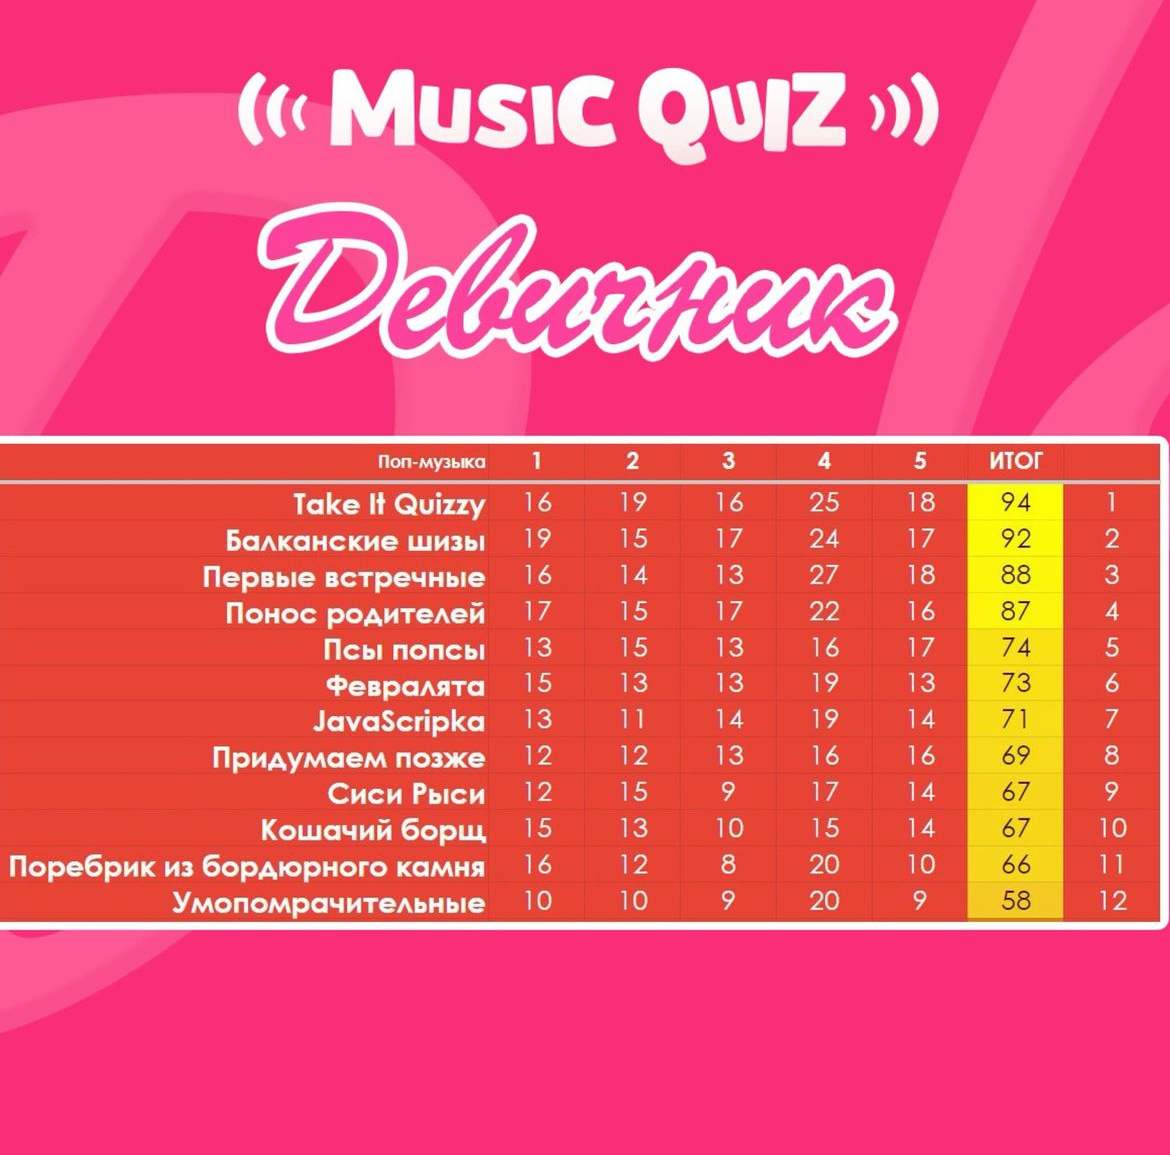 Music Quiz
Девичник
Поп-музыка 1 2 3 4 5 ИТОГ
Take It Quizzy 16 19 16 25 18 94 1
Балканские шизы 19 15 17 24 17 92 2
Первые встречные 16 14 13 27 18 88 3
Понос родителей 17 15 17 22 16 87 4
Псы попсы 13 15 13 16 17 74 5
Февралята 15 13 13 19 13 73 6
JavaScripka 13 11 14 19 14 71 7
Придумаем позже 12 12 13 16 16 69 8
Сиси Рыси 12 15 9 17 14 67 9
Кошачий борщ 15 13 10 15 14 67 10
Поребрик из бордюрного камня 16 12 8 20 10 66 11
Умопомрачительные 10 10 9 20 9 58 12